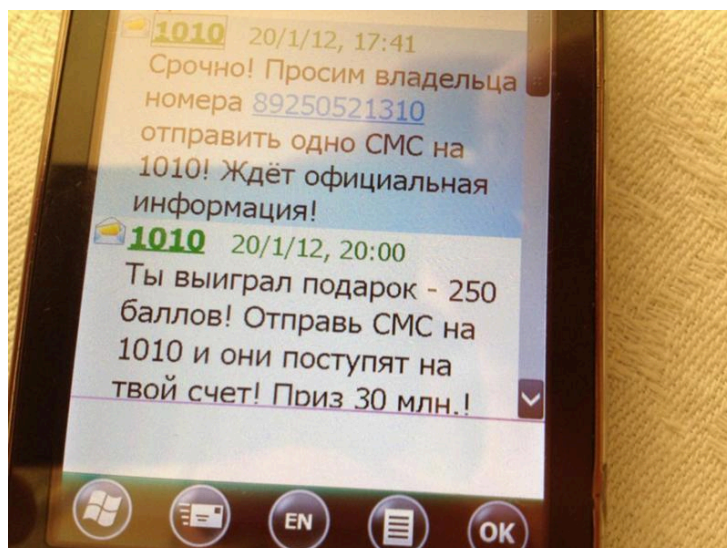 1010 20/1/12, 17:41
Срочно! Просим владельца
номера 89250521310
отправить одно СМС на
1010! Ждёт официальная
информация!
1010 20/1/12, 20:00
Ты выиграл подарок - 250
баллов! Отправь СМС на
1010 и они поступят на
твой счет! Приз 30 млн.!
EN
OK